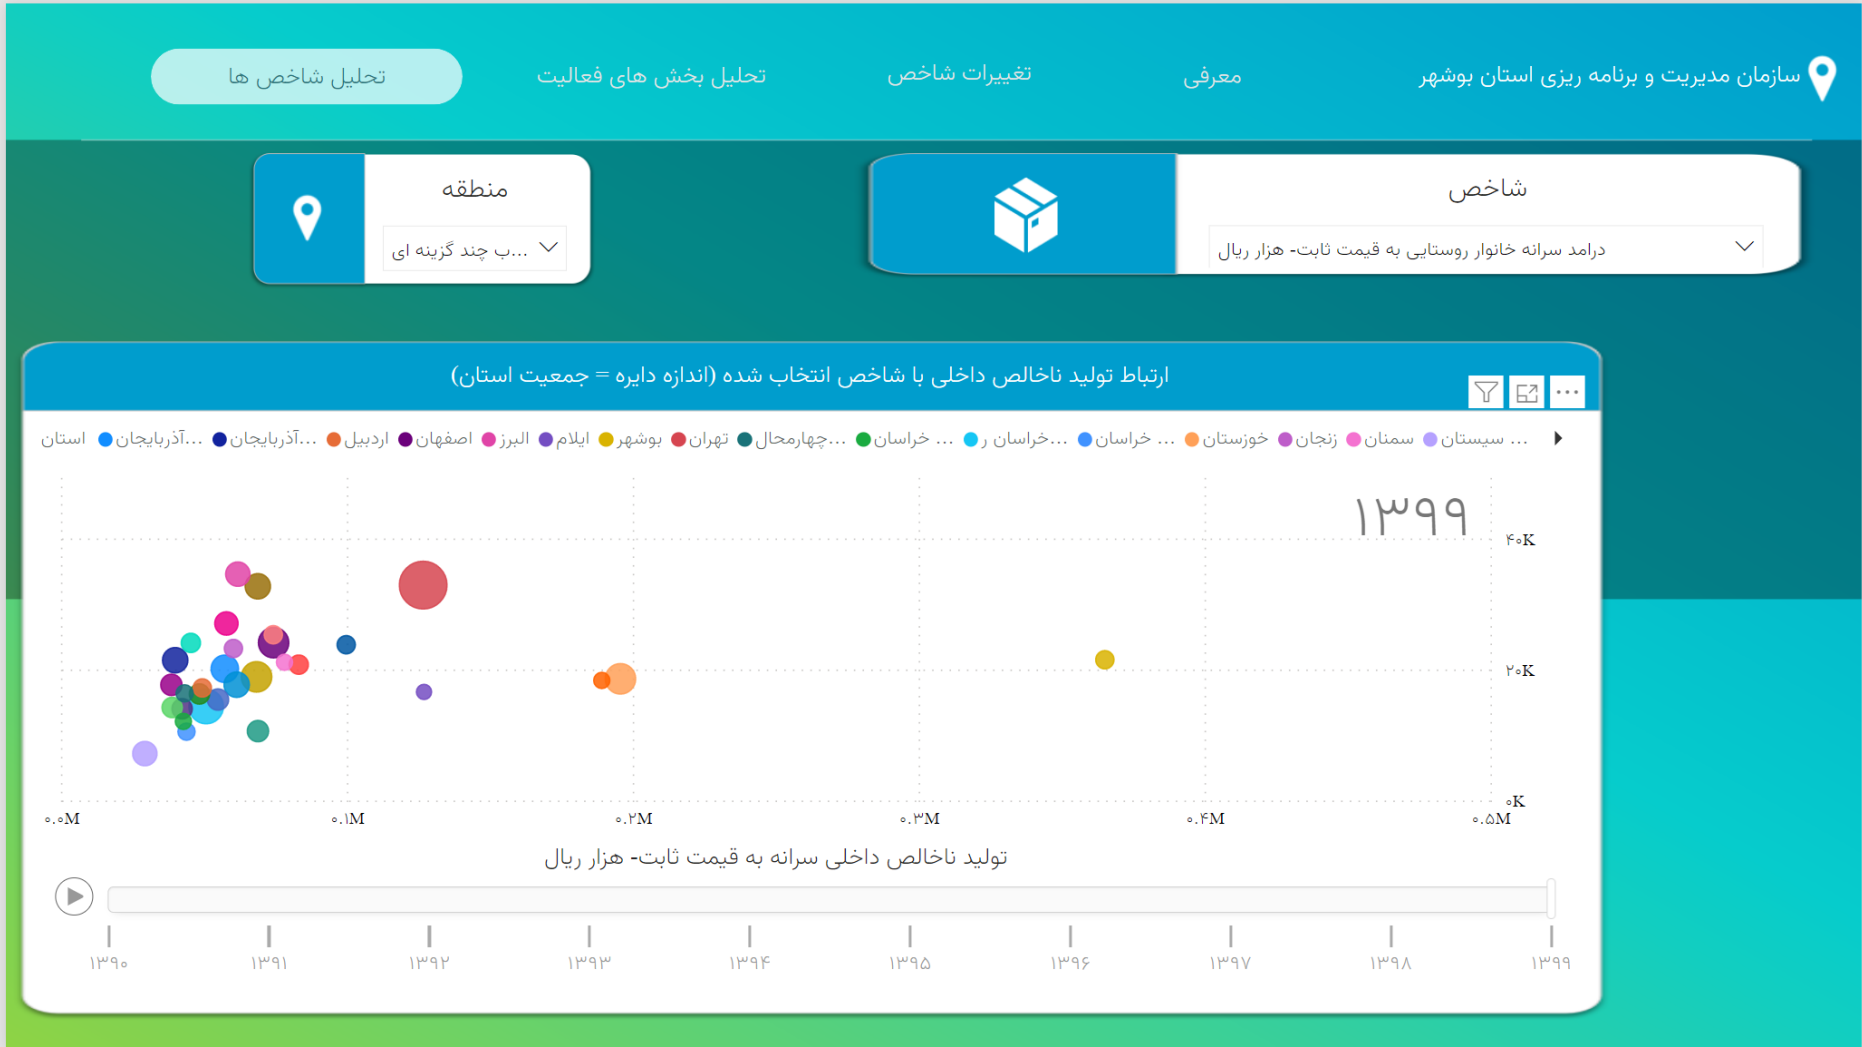 سازمان مدیریت و برنامه ریزی استان بوشهر
معرفی
تغییرات شاخص
تحلیل بخش های فعالیت
تحلیل شاخص ها
شاخص
درامد سرانه خانوار روستایی به قیمت ثابت- هزار ریال
منطقه
...ب چند گزینه ای
ارتباط تولید ناخالص داخلی با شاخص انتخاب شده (اندازه دایره = جمعیت استان)
استان آذربایجان... آذربایجان... اردبیل اصفهان البرز ایلام بوشهر تهران چهارمحال... خراسان ... خراسان ر... خراسان ... خوزستان زنجان سمنان سیستان ...
۱۳۹۹
۴۰K
۲۰K
۰K
۰.۰M ۰.۱M ۰.۲M ۰.۳M ۰.۴M ۰.۵M
تولید ناخالص داخلی سرانه به قیمت ثابت- هزار ریال
۱۳۹۰ ۱۳۹۱ ۱۳۹۲ ۱۳۹۳ ۱۳۹۴ ۱۳۹۵ ۱۳۹۶ ۱۳۹۷ ۱۳۹۸ ۱۳۹۹